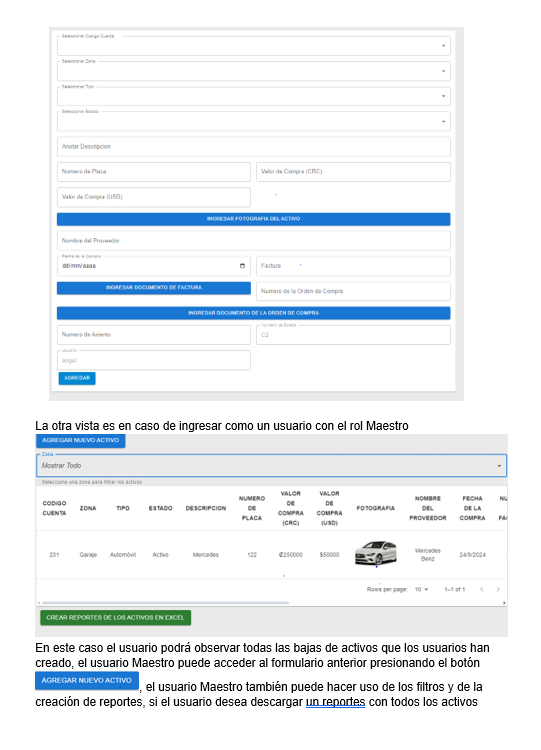 Seleccionar Codigo Cuenta
Seleccionar Zona
Seleccionar Tipo
Seleccionar Estado
Anotar Descripcion
Numero de Placa
Valor de Compra (CRC)
Valor de Compra (USD)
INGRESAR FOTOGRAFIA DEL ACTIVO
Nombre del Proveedor
Fecha de la Compra
dd/mm/aaaa
Factura
INGRESAR DOCUMENTO DE FACTURA
Numero de la Orden de Compra
INGRESAR DOCUMENTO DE LA ORDEN DE COMPRA
Numero de Asiento
Numero de Boleta
C2
Usuario
angel
AGREGAR
La otra vista es en caso de ingresar como un usuario con el rol Maestro
AGREGAR NUEVO ACTIVO
Zona
Mostrar Todo
Seleccione una zona para filtrar los activos
CODIGO CUENTA ZONA TIPO ESTADO DESCRIPCION NUMERO DE PLACA VALOR DE COMPRA (CRC) VALOR DE COMPRA (USD) FOTOGRAFIA NOMBRE DEL PROVEEDOR FECHA DE LA COMPRA NU FA
231 Garaje Automóvil Activo Mercedes 122 ₡250000 $50000 Mercedes Benz 24/9/2024
Rows per page: 10 1–1 of 1
CREAR REPORTES DE LOS ACTIVOS EN EXCEL
En este caso el usuario podrá observar todas las bajas de activos que los usuarios han
creado, el usuario Maestro puede acceder al formulario anterior presionando el botón
AGREGAR NUEVO ACTIVO , el usuario Maestro también puede hacer uso de los filtros y de la
creación de reportes, si el usuario desea descargar un reportes con todos los activos